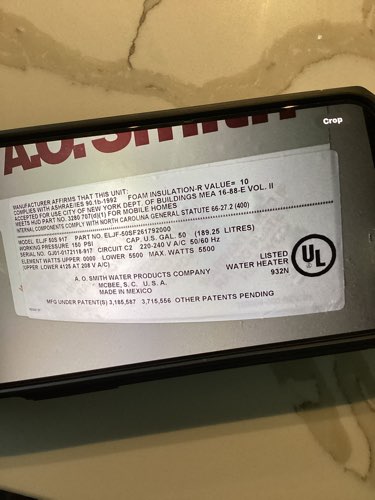 Crop
A.O. SMITH
MANUFACTURER AFFIRMS THAT THIS UNIT:
COMPLIES WITH ASHRAE/IES 90.1b-1992 FOAM INSULATION-R VALUE= 10
ACCEPTED FOR USE CITY OF NEW YORK DEPT. OF BUILDINGS MEA 16-88-E VOL. II
MEETS HUD PART NO. 3280 707(d)(1) FOR MOBILE HOMES
INTERNAL COMPONENTS COMPLY WITH NORTH CAROLINA GENERAL STATUTE 66-27.2 (400)
MODEL ELJF 50S 917 PART NO. ELJF-50SF261792000
WORKING PRESSURE 150 PSI CAP. U.S. GAL. 50 (189.25 LITRES)
SERIAL NO. GJ01-0172118-917 CIRCUIT C2 220-240 V A/C 50/60 Hz
ELEMENT WATTS UPPER 0000 LOWER 5500 MAX. WATTS 5500
(UPPER LOWER 4128 AT 208 V A/C)
A. O. SMITH WATER PRODUCTS COMPANY
MCBEE, S. C. U. S. A.
MADE IN MEXICO
MFG UNDER PATENT(S) 3,185,587 3,715,556 OTHER PATENTS PENDING
UL
LISTED
WATER HEATER
932N